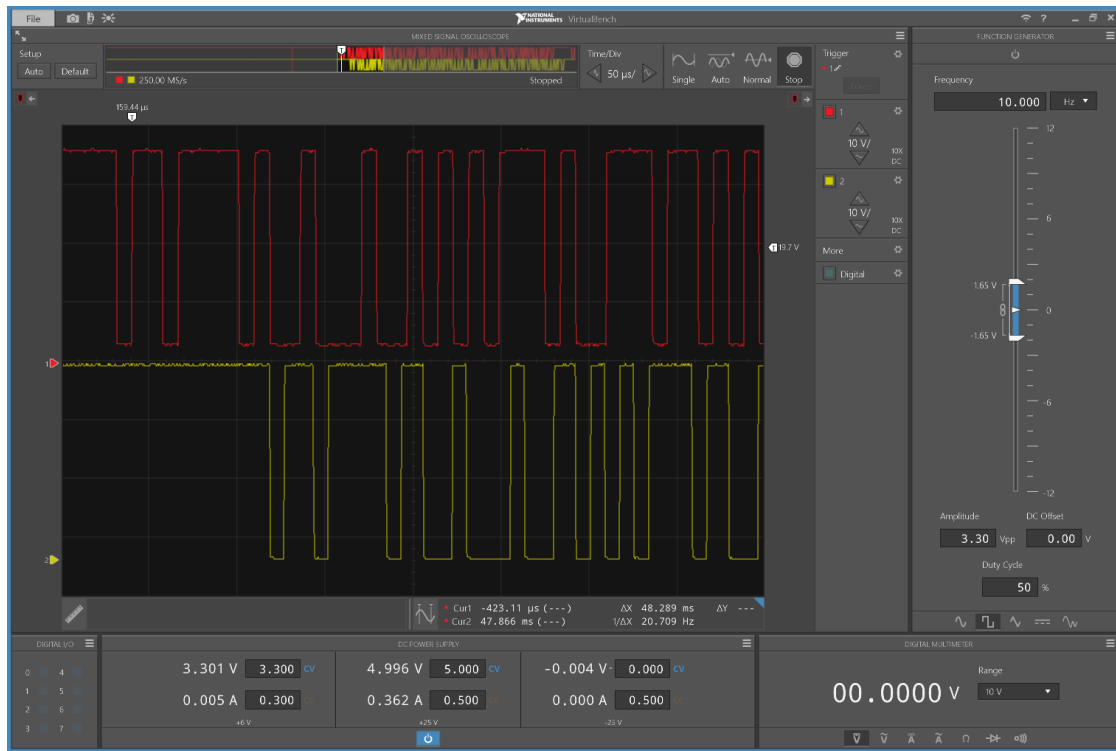 File
NATIONAL INSTRUMENTS VirtualBench
?
MIXED SIGNAL OSCILLOSCOPE
Setup
Auto Default
250.00 MS/s Stopped
Time/Div
50 µs/
Single Auto Normal Stop
Trigger
1
159.44 µs
19.7 V
1
10 V/
10X
DC
2
10 V/
10X
DC
More
Digital
1
2
Cur1 -423.11 µs (---) ΔX 48.289 ms ΔY ---
Cur2 47.866 ms (---) 1/ΔX 20.709 Hz
FUNCTION GENERATOR
Frequency
10.000 Hz
12
6
1.65 V
0
-1.65 V
-6
-12
Amplitude DC Offset
3.30 Vpp 0.00 V
Duty Cycle
50 %
DIGITAL I/O
0 4
1 5
2 6
3 7
DC POWER SUPPLY
3.301 V 3.300 CV
0.005 A 0.300 CC
+6 V
4.996 V 5.000 CV
0.362 A 0.500 CC
+25 V
-0.004 V 0.000 CV
0.000 A 0.500 CC
-25 V
DIGITAL MULTIMETER
00.0000 V
Range
10 V
V V A A Ω